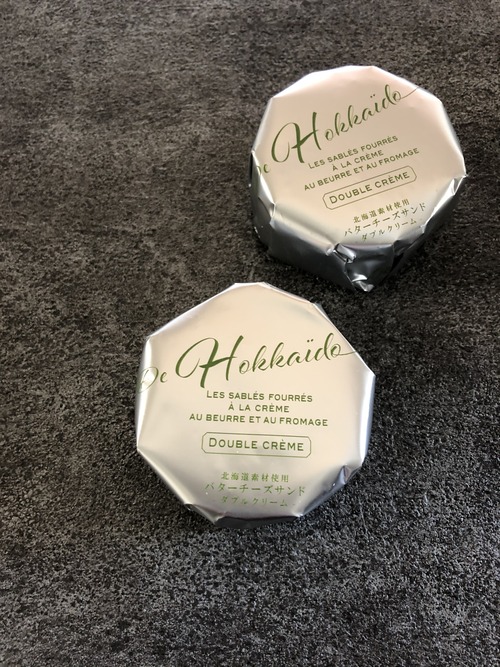 De Hokkaïdo
LES SABLÉS FOURRÉS
À LA CRÈME
AU BEURRE ET AU FROMAGE
DOUBLE CRÈME
北海道素材使用
バターチーズサンド
ダブルクリーム
De Hokkaïdo
LES SABLÉS FOURRÉS
À LA CRÈME
AU BEURRE ET AU FROMAGE
DOUBLE CRÈME
北海道素材使用
バターチーズサンド
ダブルクリーム